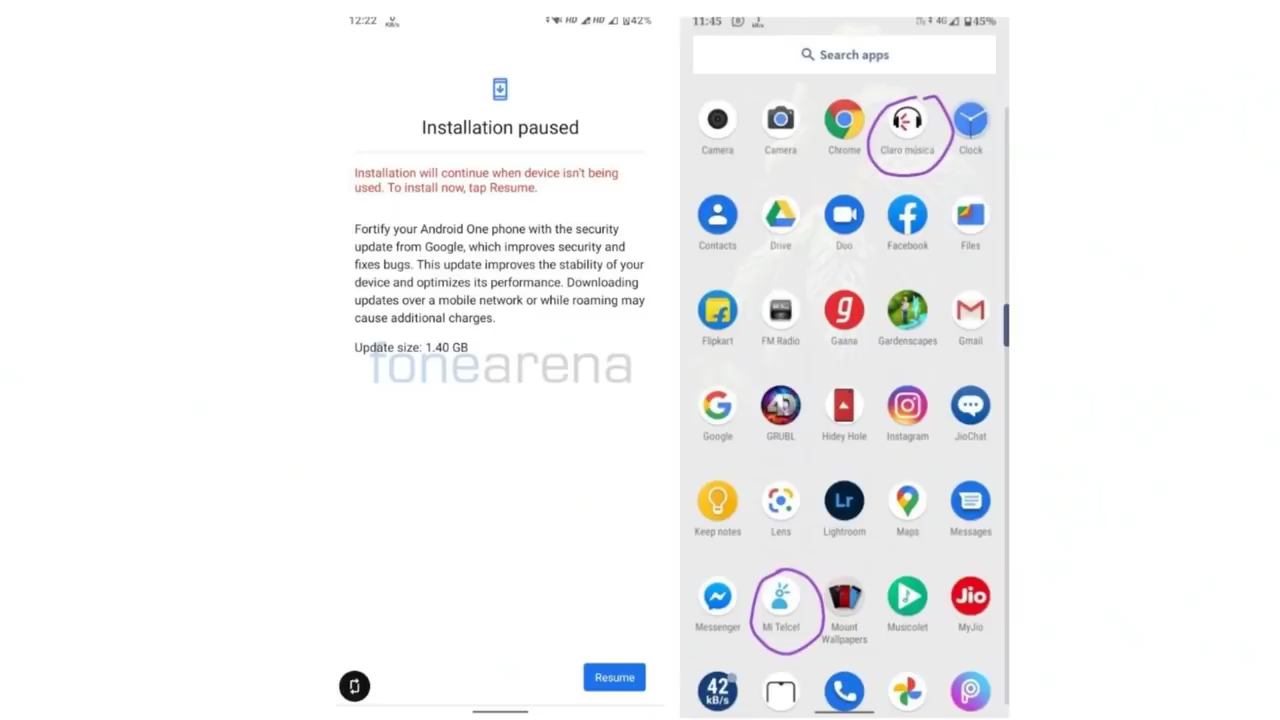 12:22
KB/s
HD
HD
42%
Installation paused
Installation will continue when device isn't being
used. To install now, tap Resume.
Fortify your Android One phone with the security
update from Google, which improves security and
fixes bugs. This update improves the stability of your
device and optimizes its performance. Downloading
updates over a mobile network or while roaming may
cause additional charges.
Update size: 1.40 GB
fonearena
Resume
11:45
4G
45%
Search apps
Camera
Camera
Chrome
Claro música
Clock
Contacts
Drive
Duo
Facebook
Files
Flipkart
FM Radio
Gaana
Gardenscapes
Gmail
Google
GRUBL
Hidey Hole
Instagram
JioChat
Keep notes
Lens
Lr
Lightroom
Maps
Messages
Messenger
Mi Telcel
Mount
Wallpapers
Musicolet
Jio
MyJio
42
KB/s